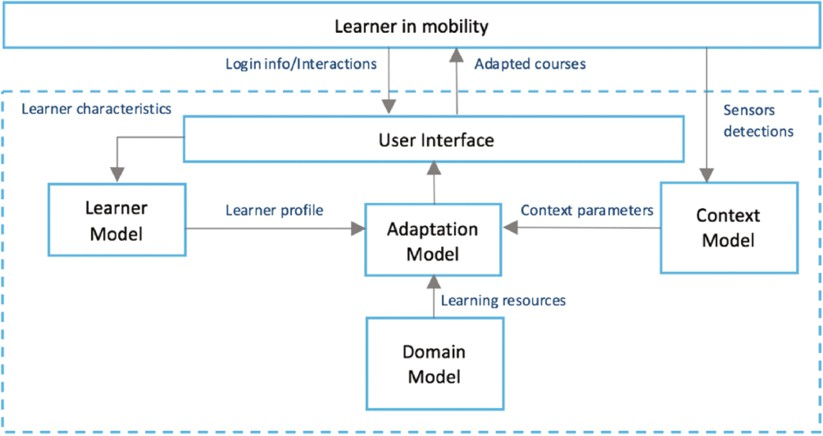 Learner in mobility
Login info/Interactions
Adapted courses
Learner characteristics
Sensors
detections
User Interface
Learner
Model
Learner profile
Adaptation
Model
Context parameters
Context
Model
Learning resources
Domain
Model